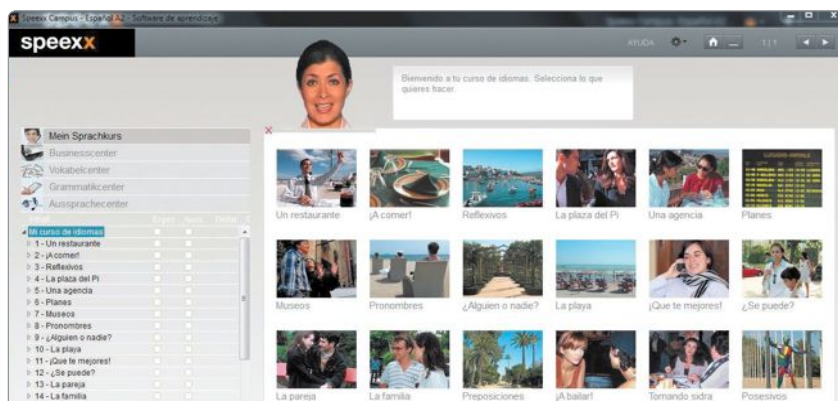 Speexx Campus - Español A2 - Software de aprendizaje
speexx
AYUDA
1 | 1
Bienvenido a tu curso de idiomas. Selecciona lo que
quieres hacer.
Mein Sprachkurs
Businesscenter
Vokabelcenter
Grammatikcenter
Aussprachecenter
Mi curso de idiomas
1 - Un restaurante
2 - ¡A comer!
3 - Reflexivos
4 - La plaza del Pi
5 - Una agencia
6 - Planes
7 - Museos
8 - Pronombres
9 - ¿Alguien o nadie?
10 - La playa
11 - ¡Que te mejores!
12 - ¿Se puede?
13 - La pareja
14 - La familia
Un restaurante
¡A comer!
Reflexivos
La plaza del Pi
Una agencia
Planes
Museos
Pronombres
¿Alguien o nadie?
La playa
¡Que te mejores!
¿Se puede?
La pareja
La familia
Preposiciones
¡A bailar!
Tomando sidra
Posesivos